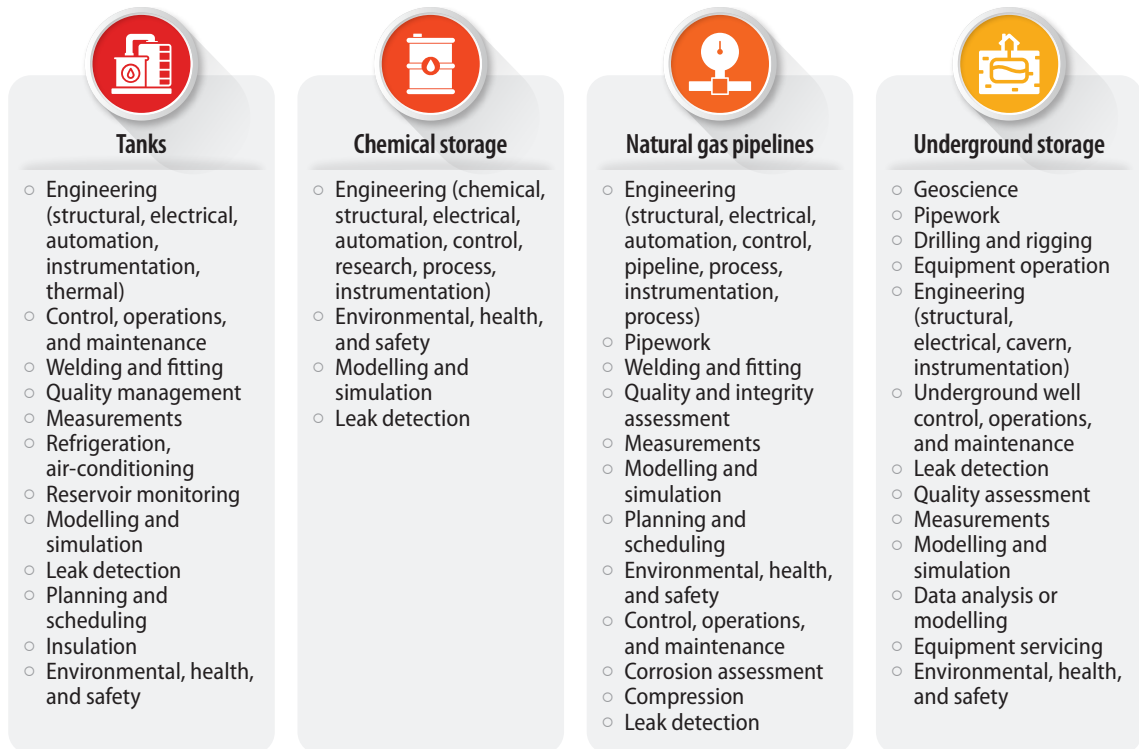 Tanks
○ Engineering
(structural, electrical,
automation,
instrumentation,
thermal)
○ Control, operations,
and maintenance
○ Welding and fitting
○ Quality management
○ Measurements
○ Refrigeration,
air-conditioning
○ Reservoir monitoring
○ Modelling and
simulation
○ Leak detection
○ Planning and
scheduling
○ Insulation
○ Environmental, health,
and safety
Chemical storage
○ Engineering (chemical,
structural, electrical,
automation, control,
research, process,
instrumentation)
○ Environmental, health,
and safety
○ Modelling and
simulation
○ Leak detection
Natural gas pipelines
○ Engineering
(structural, electrical,
automation, control,
pipeline, process,
instrumentation,
process)
○ Pipework
○ Welding and fitting
○ Quality and integrity
assessment
○ Measurements
○ Modelling and
simulation
○ Planning and
scheduling
○ Environmental, health,
and safety
○ Control, operations,
and maintenance
○ Corrosion assessment
○ Compression
○ Leak detection
Underground storage
○ Geoscience
○ Pipework
○ Drilling and rigging
○ Equipment operation
○ Engineering
(structural,
electrical, cavern,
instrumentation)
○ Underground well
control, operations,
and maintenance
○ Leak detection
○ Quality assessment
○ Measurements
○ Modelling and
simulation
○ Data analysis or
modelling
○ Equipment servicing
○ Environmental, health,
and safety